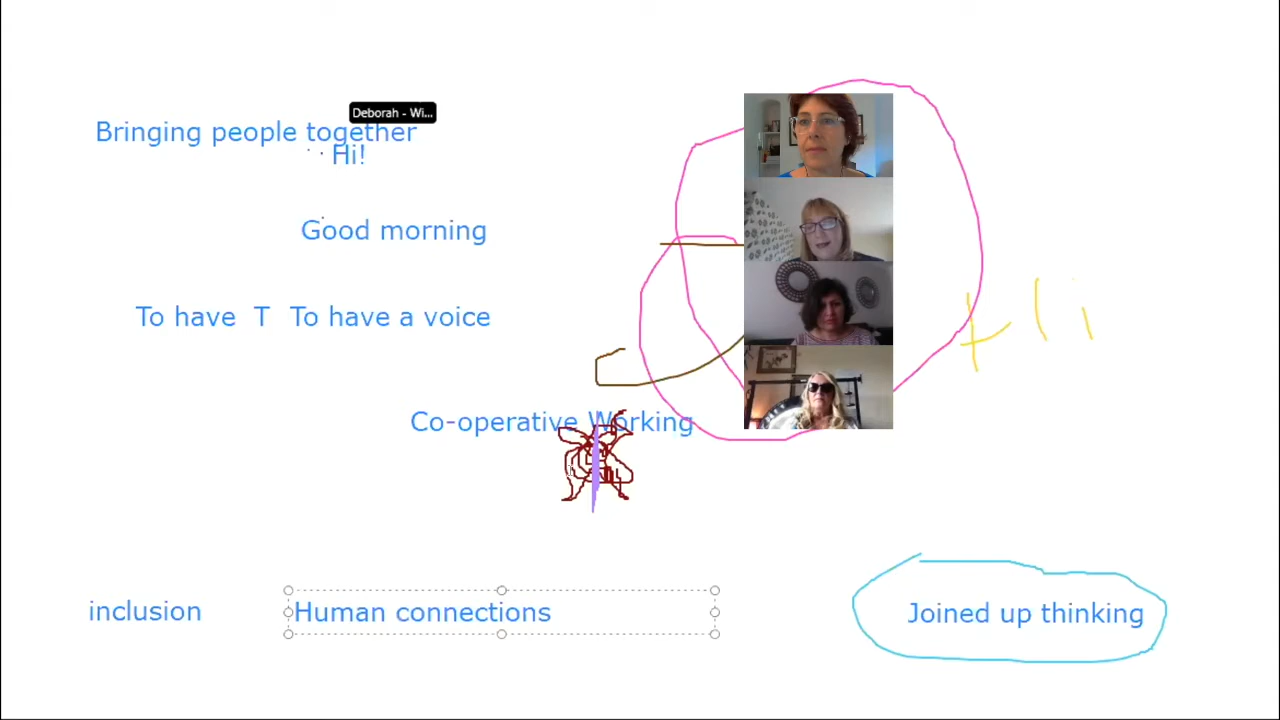 Deborah - Wi...
Bringing people together
Hi!
Good morning
To have T To have a voice
Hi
Co-operative Working
inclusion
Human connections
Joined up thinking